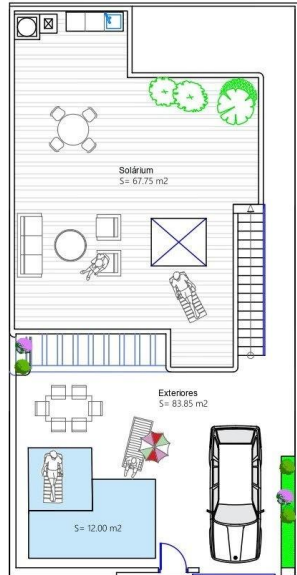 Solárium
S= 67.75 m2
Exteriores
S= 83.85 m2
S= 12.00 m2